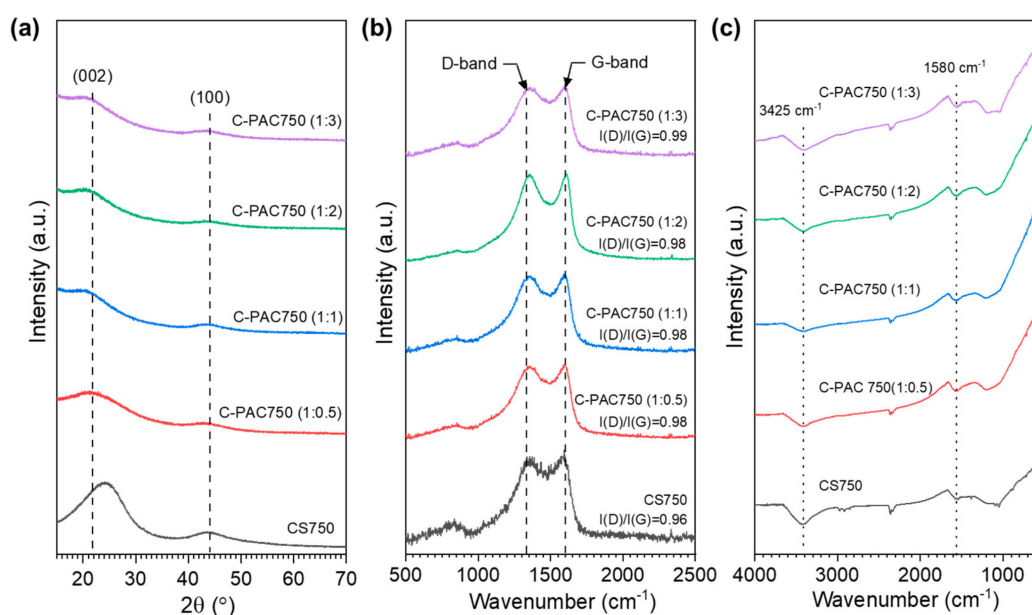 (a)
(002)
(100)
C-PAC750 (1:3)
C-PAC750 (1:2)
C-PAC750 (1:1)
C-PAC750 (1:0.5)
CS750
Intensity (a.u.)
20 30 40 50 60 70
2θ (°)
(b)
D-band
G-band
C-PAC750 (1:3)
I(D)/I(G)=0.99
C-PAC750 (1:2)
I(D)/I(G)=0.98
C-PAC750 (1:1)
I(D)/I(G)=0.98
C-PAC750 (1:0.5)
I(D)/I(G)=0.98
CS750
I(D)/I(G)=0.96
Intensity (a.u.)
500 1000 1500 2000 2500
Wavenumber (cm⁻¹)
(c)
1580 cm⁻¹
3425 cm⁻¹
C-PAC750 (1:3)
C-PAC750 (1:2)
C-PAC750 (1:1)
C-PAC 750(1:0.5)
CS750
Intensity (a.u.)
4000 3000 2000 1000
Wavenumber (cm⁻¹)